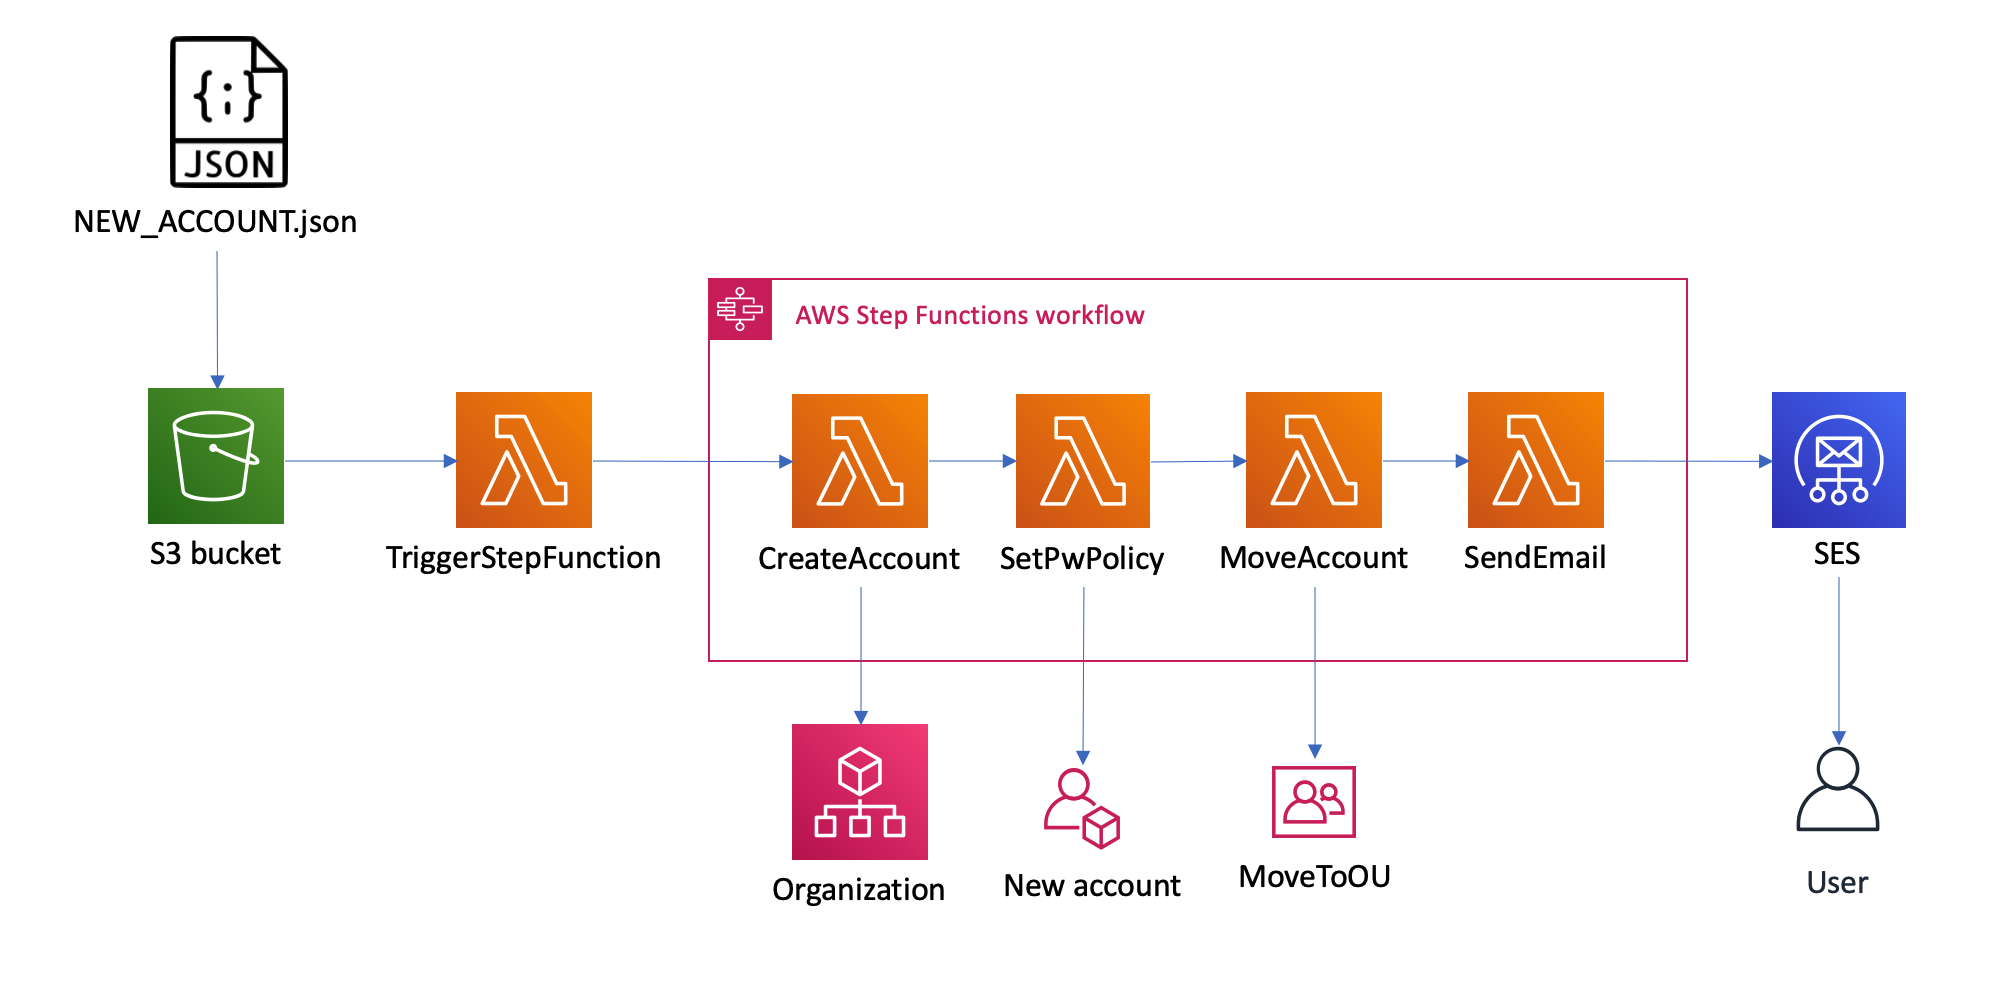 JSON
NEW_ACCOUNT.json
AWS Step Functions workflow
S3 bucket
TriggerStepFunction
CreateAccount
SetPwPolicy
MoveAccount
SendEmail
SES
Organization
New account
MoveToOU
User